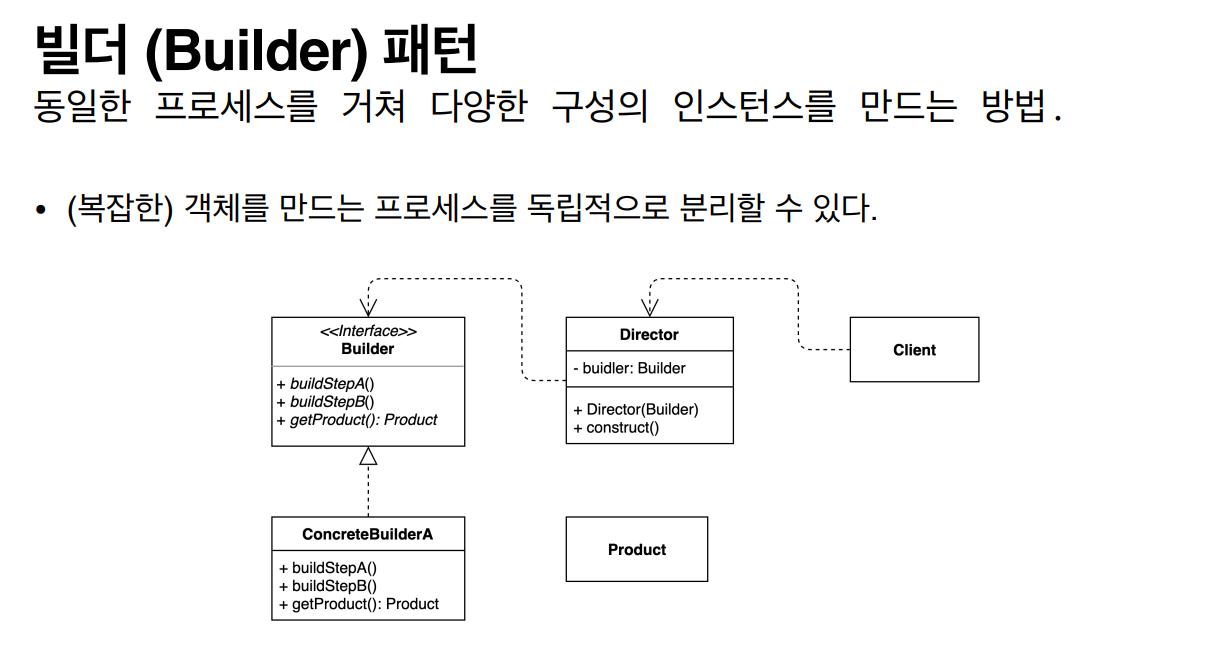 빌더 (Builder) 패턴
동일한 프로세스를 거쳐 다양한 구성의 인스턴스를 만드는 방법.
• (복잡한) 객체를 만드는 프로세스를 독립적으로 분리할 수 있다.
<<Interface>>
Builder
+ buildStepA()
+ buildStepB()
+ getProduct(): Product
Director
- buidler: Builder
+ Director(Builder)
+ construct()
Client
ConcreteBuilderA
+ buildStepA()
+ buildStepB()
+ getProduct(): Product
Product